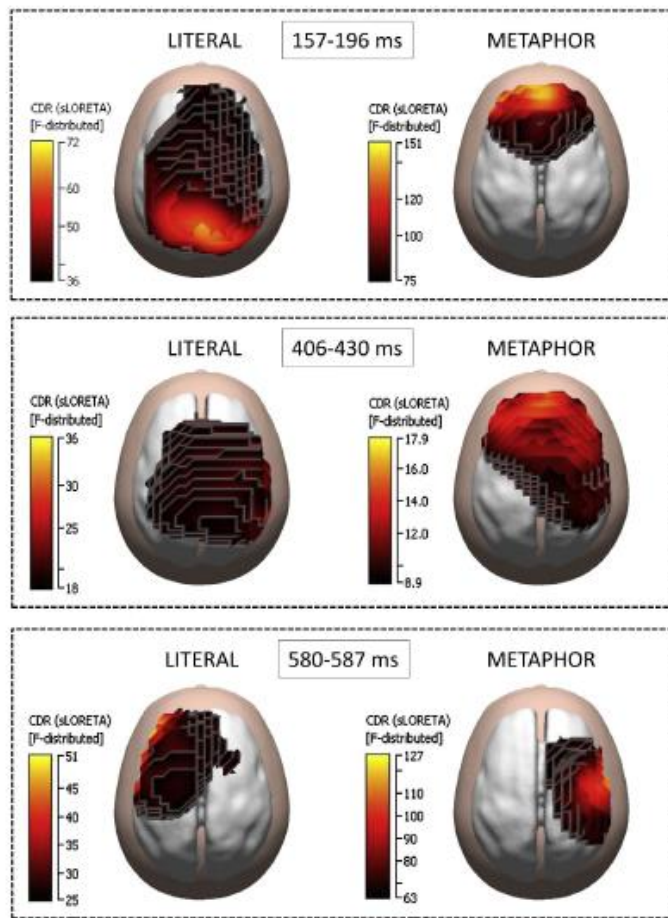 LITERAL 157-196 ms METAPHOR
CDR (sLORETA)
[F-distributed]
72
60
50
36
CDR (sLORETA)
[F-distributed]
151
120
100
75
LITERAL 406-430 ms METAPHOR
CDR (sLORETA)
[F-distributed]
36
30
25
18
CDR (sLORETA)
[F-distributed]
17.9
16.0
14.0
12.0
8.9
LITERAL 580-587 ms METAPHOR
CDR (sLORETA)
[F-distributed]
51
45
40
35
30
25
CDR (sLORETA)
[F-distributed]
127
100
90
80
63